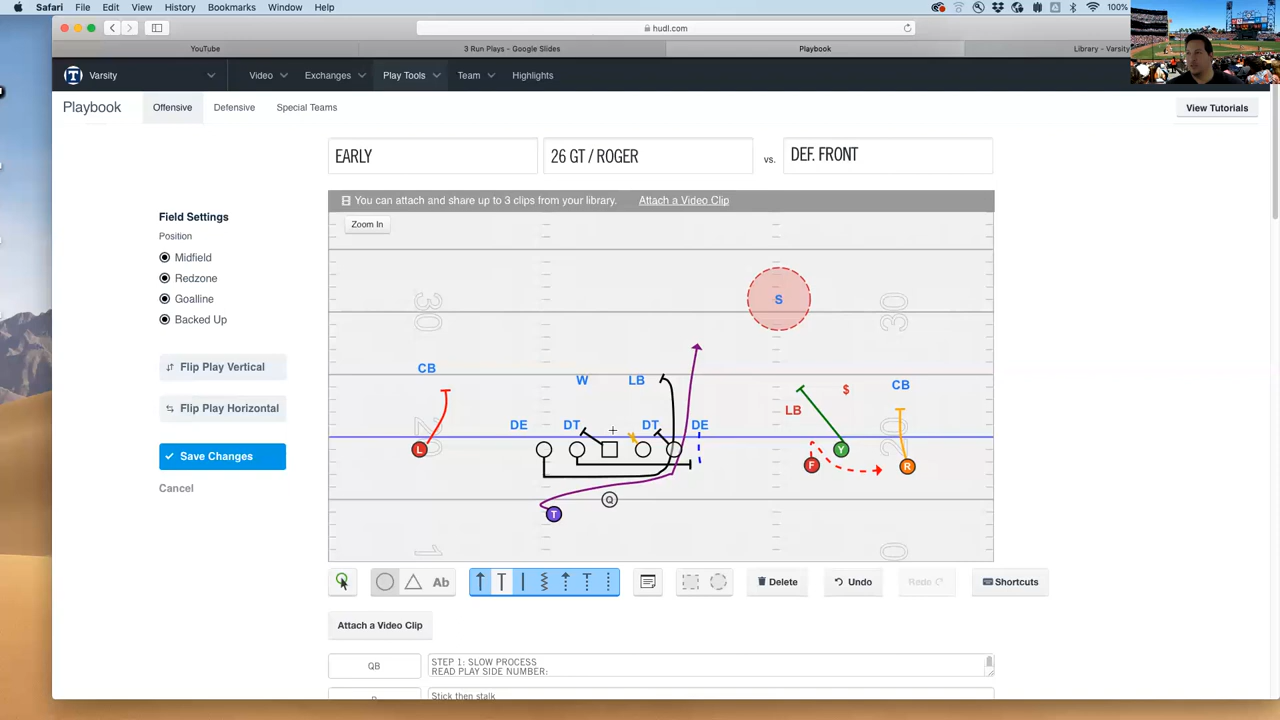 Safari File Edit View History Bookmarks Window Help 100%
hudl.com
YouTube 3 Run Plays - Google Slides Playbook Library - Varsity
T Varsity Video Exchanges Play Tools Team Highlights
Playbook Offensive Defensive Special Teams View Tutorials
EARLY 26 GT / ROGER vs. DEF. FRONT
You can attach and share up to 3 clips from your library. Attach a Video Clip
Zoom In
Field Settings
Position
Midfield
Redzone
Goalline
Backed Up
Flip Play Vertical
Flip Play Horizontal
Save Changes
Cancel
S
30 30
CB W LB CB
$
LB
DE DT DT DE
20
L Y
F R
Q
T
1 0
Ab Delete Undo Redo Shortcuts
Attach a Video Clip
QB STEP 1: SLOW PROCESS
READ PLAY SIDE NUMBER:
Stick then stalk